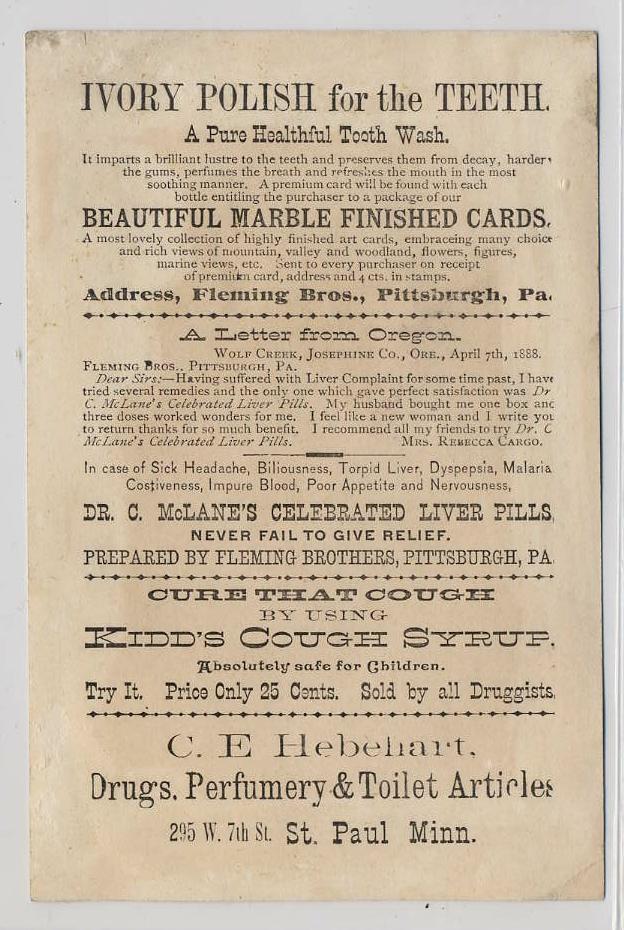 IVORY POLISH for the TEETH.
A Pure Healthful Tooth Wash.
It imparts a brilliant lustre to the teeth and preserves them from decay, harden
the gums, perfumes the breath and refreshes the mouth in the most
soothing manner. A premium card will be found with each
bottle entitling the purchaser to a package of our
BEAUTIFUL MARBLE FINISHED CARDS.
A most lovely collection of highly finished art cards, embraceing many choice
and rich views of mountain, valley and woodland, flowers, figures,
marine views, etc. Sent to every purchaser on receipt
of premium card, address and 4 cts. in stamps.
Address, Fleming Bros., Pittsburgh, Pa.
A Letter from Oregon.
WOLF CREEK, JOSEPHINE CO., ORE., April 7th, 1888.
FLEMING BROS., PITTSBURGH, PA.
Dear Sirs:—Having suffered with Liver Complaint for some time past, I have
tried several remedies and the only one which gave perfect satisfaction was Dr
C. McLane's Celebrated Liver Pills. My husband bought me one box and
three doses worked wonders for me. I feel like a new woman and I write you
to return thanks for so much benefit. I recommend all my friends to try Dr. C
McLane's Celebrated Liver Pills. MRS. REBECCA CARGO.
In case of Sick Headache, Biliousness, Torpid Liver, Dyspepsia, Malaria
Costiveness, Impure Blood, Poor Appetite and Nervousness,
DR. C. McLANE'S CELEBRATED LIVER PILLS
NEVER FAIL TO GIVE RELIEF.
PREPARED BY FLEMING BROTHERS, PITTSBURGH, PA.
CURE THAT COUGH
BY USING
KIDD'S COUGH SYRUP.
Absolutely safe for Children.
Try It. Price Only 25 Cents. Sold by all Druggists.
C. E Hebehart.
Drugs, Perfumery & Toilet Articles
295 W. 7th St. St. Paul Minn.